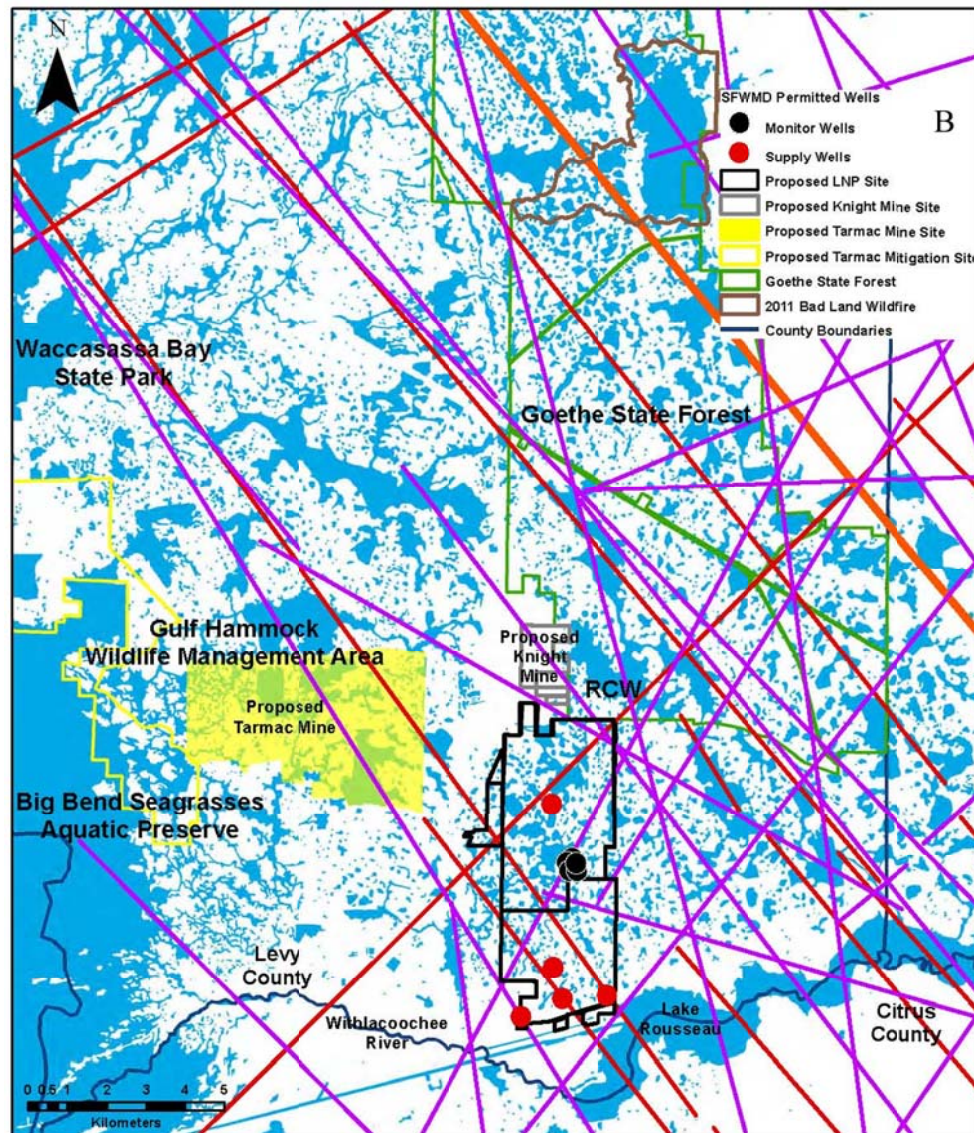 N
B
SFWMD Permitted Wells
Monitor Wells
Supply Wells
Proposed LNP Site
Proposed Knight Mine Site
Proposed Tarmac Mine Site
Proposed Tarmac Mitigation Site
Goethe State Forest
2011 Bad Land Wildfire
County Boundaries
Waccasassa Bay
State Park
Goethe State Forest
Gulf Hammock
Wildlife Management Area
Proposed
Tarmac Mine
Proposed
Knight
Mine
RCW
Big Bend Seagrasses
Aquatic Preserve
Levy
County
Withlacoochee
River
Lake
Rousseau
Citrus
County
0 0.5 1 2 3 4 5
Kilometers